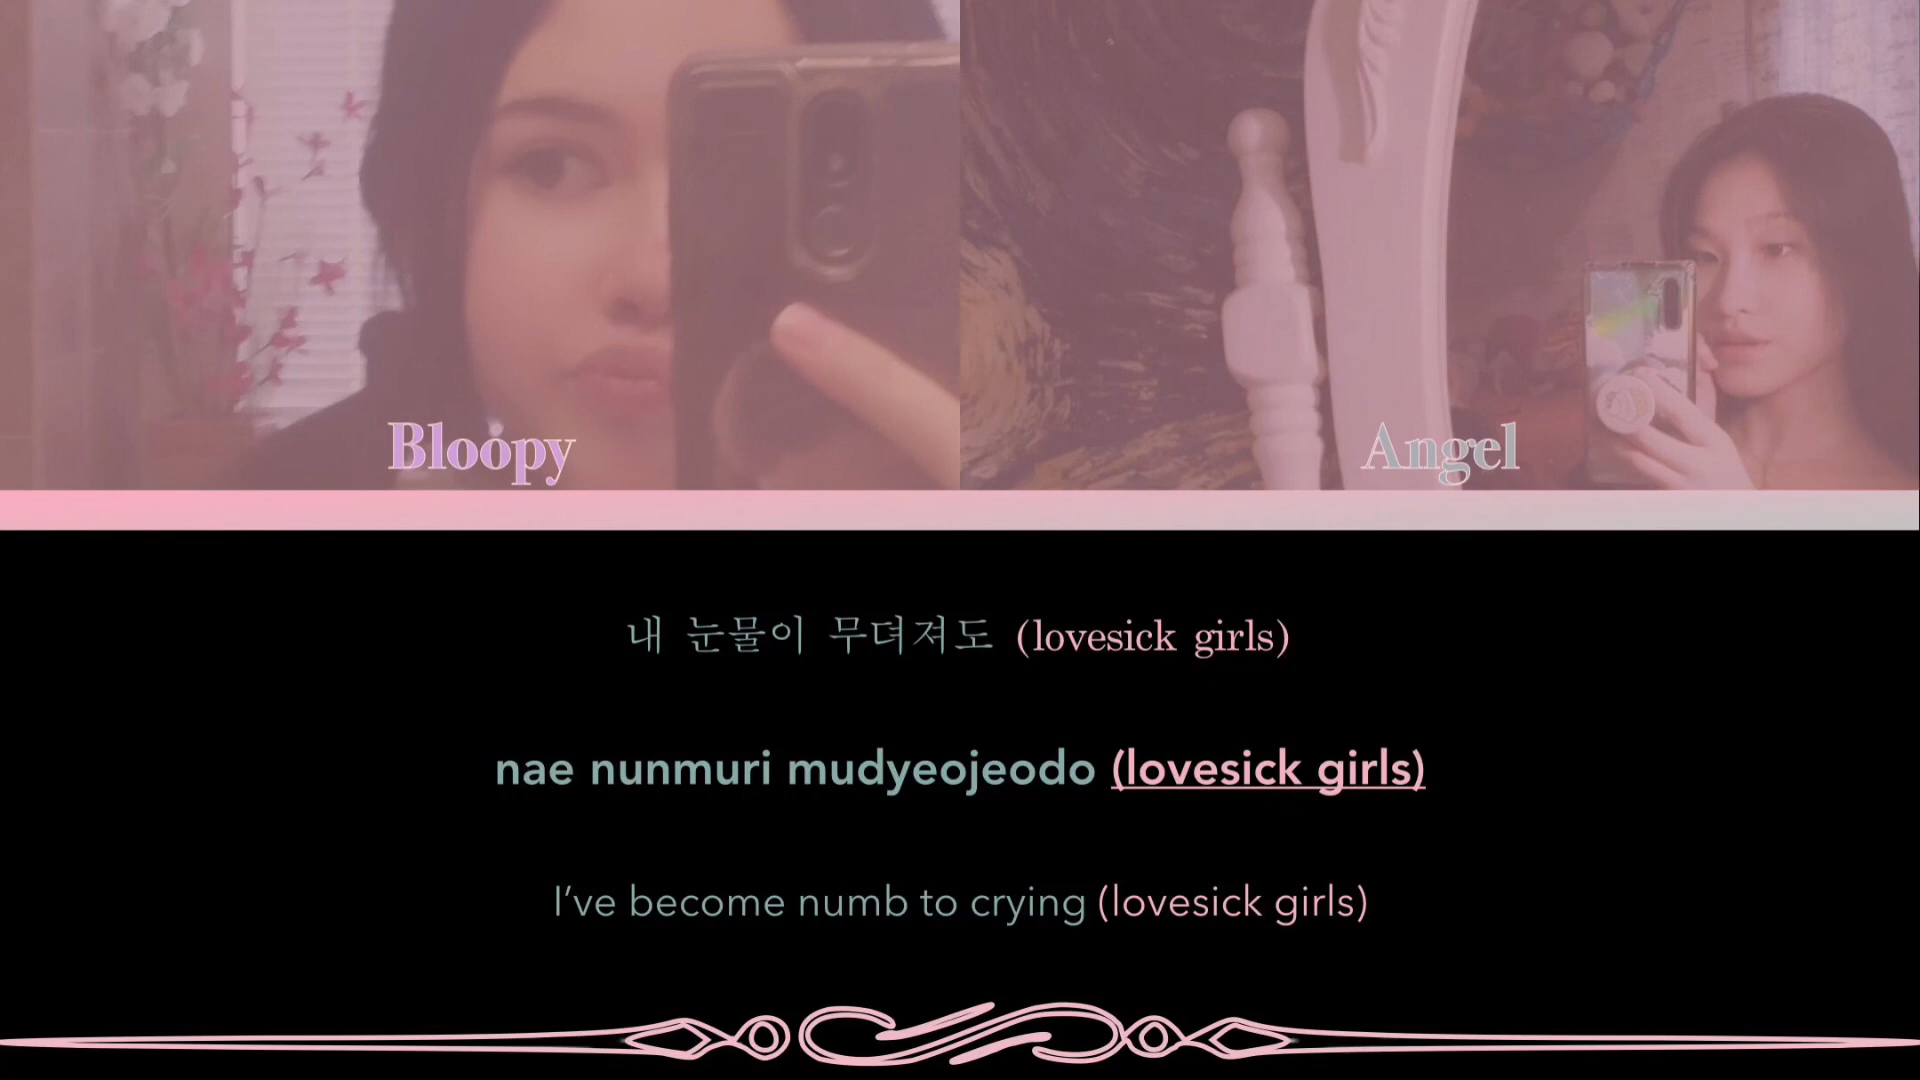 Bloopy
Angel
내 눈물이 무뎌져도 (lovesick girls)
nae nunmuri mudyeojeodo (lovesick girls)
I’ve become numb to crying (lovesick girls)